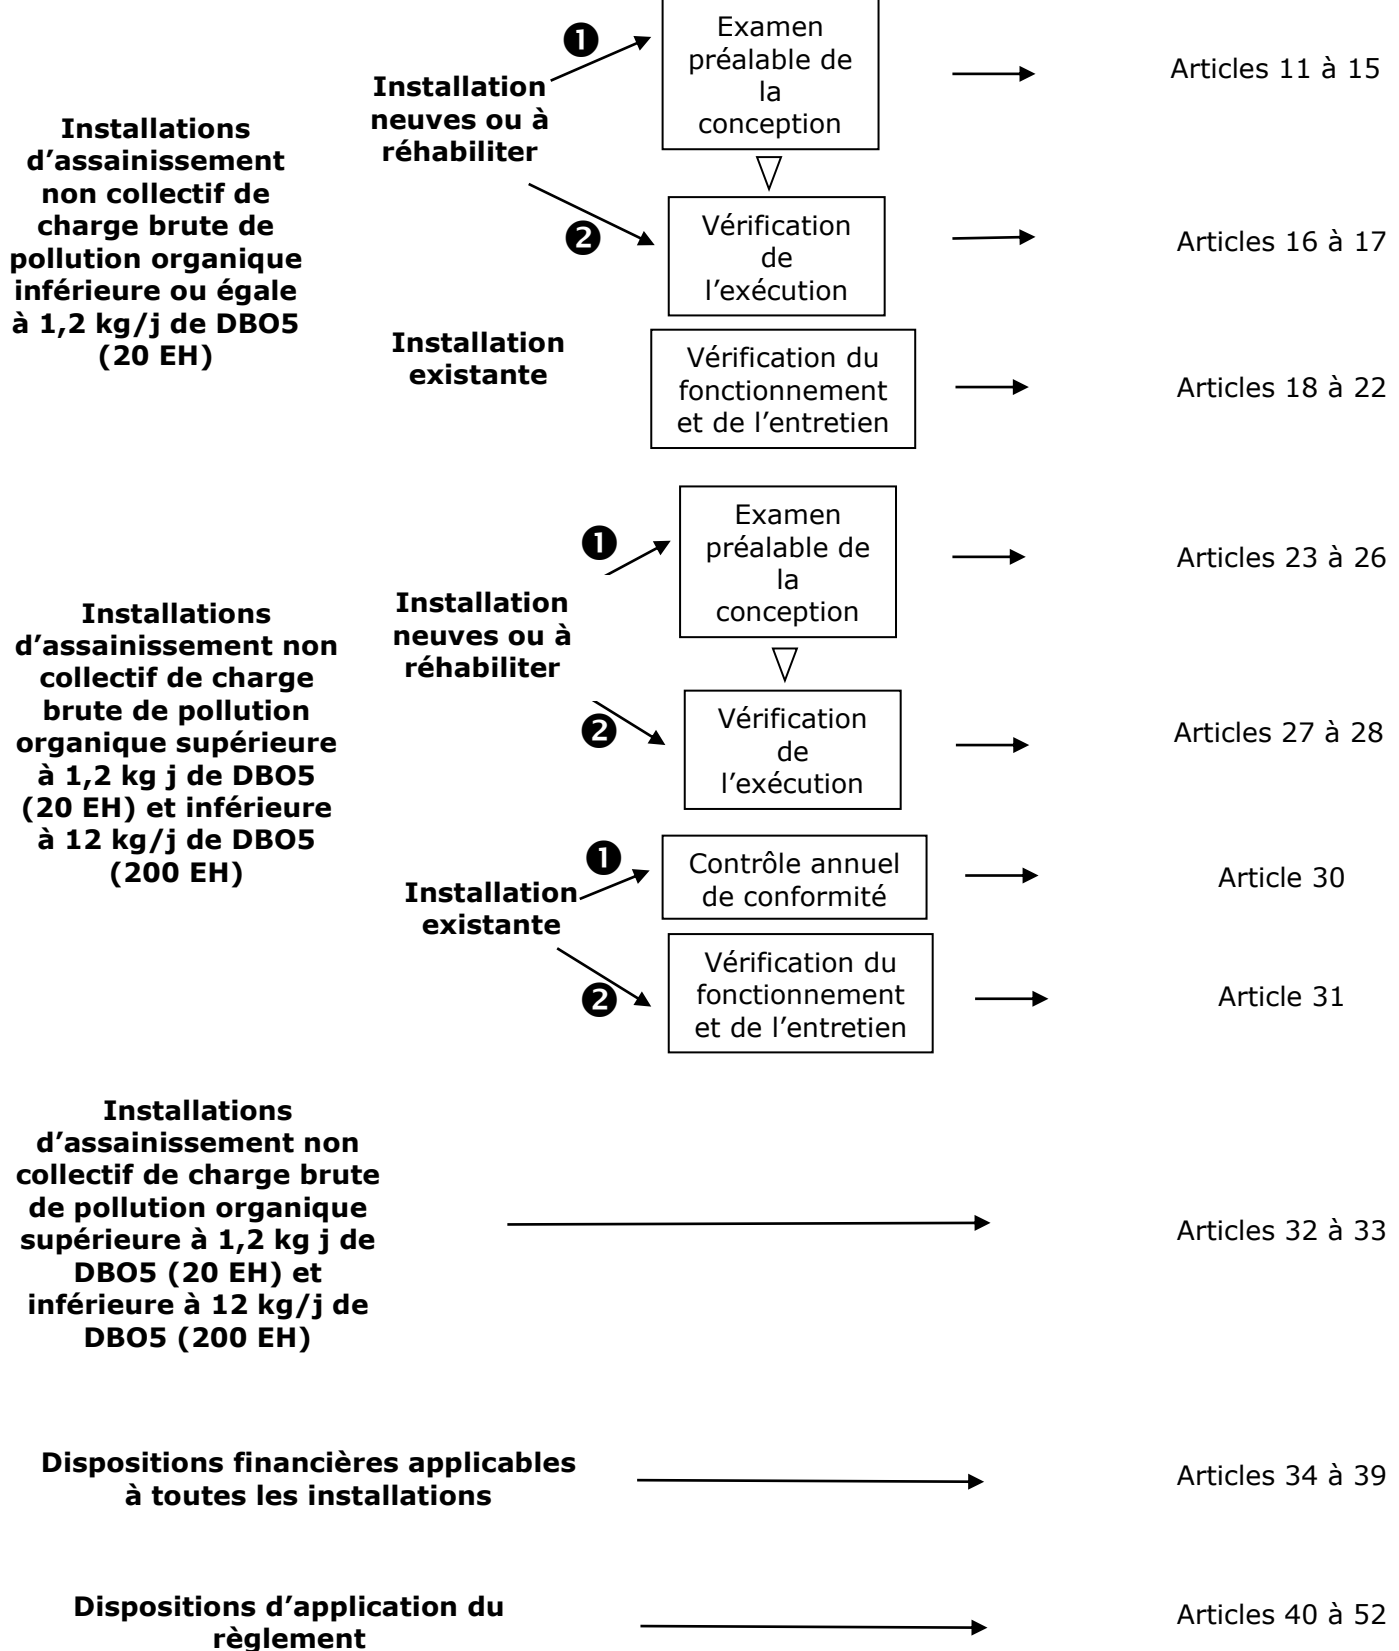 Installations
d'assainissement
non collectif de
charge brute de
pollution organique
inférieure ou égale
à 1,2 kg/j de DBO5
(20 EH)
Installation
neuves ou à
réhabiliter
❶
Examen
préalable de
la
conception
Articles 11 à 15
❷
Vérification
de
l'exécution
Articles 16 à 17
Installation
existante
Vérification du
fonctionnement
et de l'entretien
Articles 18 à 22
Installations
d'assainissement non
collectif de charge
brute de pollution
organique supérieure
à 1,2 kg j de DBO5
(20 EH) et inférieure
à 12 kg/j de DBO5
(200 EH)
Installation
neuves ou à
réhabiliter
❶
Examen
préalable de
la
conception
Articles 23 à 26
❷
Vérification
de
l'exécution
Articles 27 à 28
Installation
existante
❶
Contrôle annuel
de conformité
Article 30
❷
Vérification du
fonctionnement
et de l'entretien
Article 31
Installations
d'assainissement non
collectif de charge brute
de pollution organique
supérieure à 1,2 kg j de
DBO5 (20 EH) et
inférieure à 12 kg/j de
DBO5 (200 EH)
Articles 32 à 33
Dispositions financières applicables
à toutes les installations
Articles 34 à 39
Dispositions d'application du
règlement
Articles 40 à 52